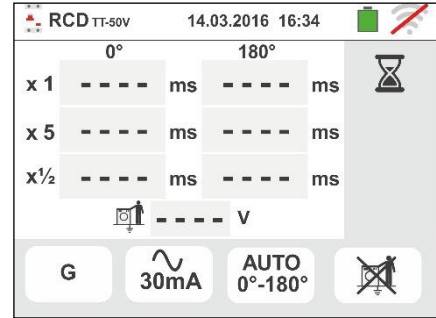 RCD TT-50V 14.03.2016 16:34
0° 180°
x 1 - - - - ms - - - - ms
x 5 - - - - ms - - - - ms
x½ - - - - ms - - - - ms
- - - - V
G 30mA AUTO 0°-180°